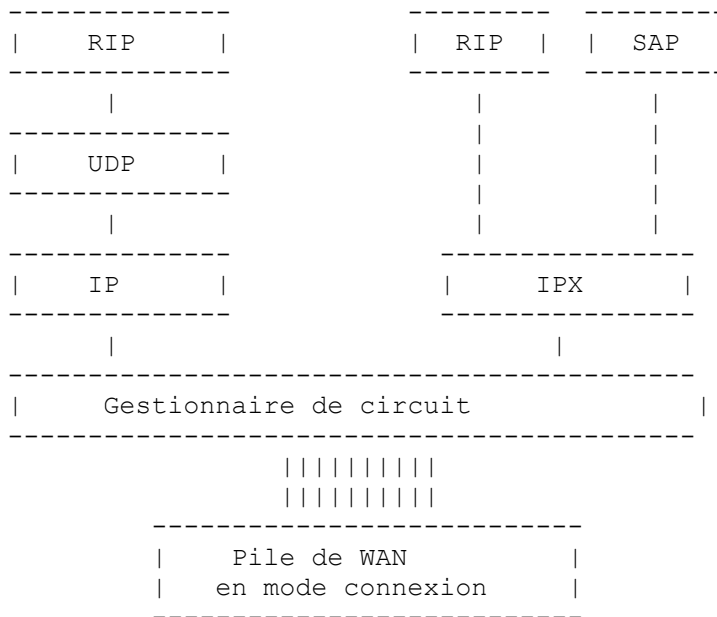 RIP RIP SAP
UDP
IP IPX
Gestionnaire de circuit
Pile de WAN
en mode connexion